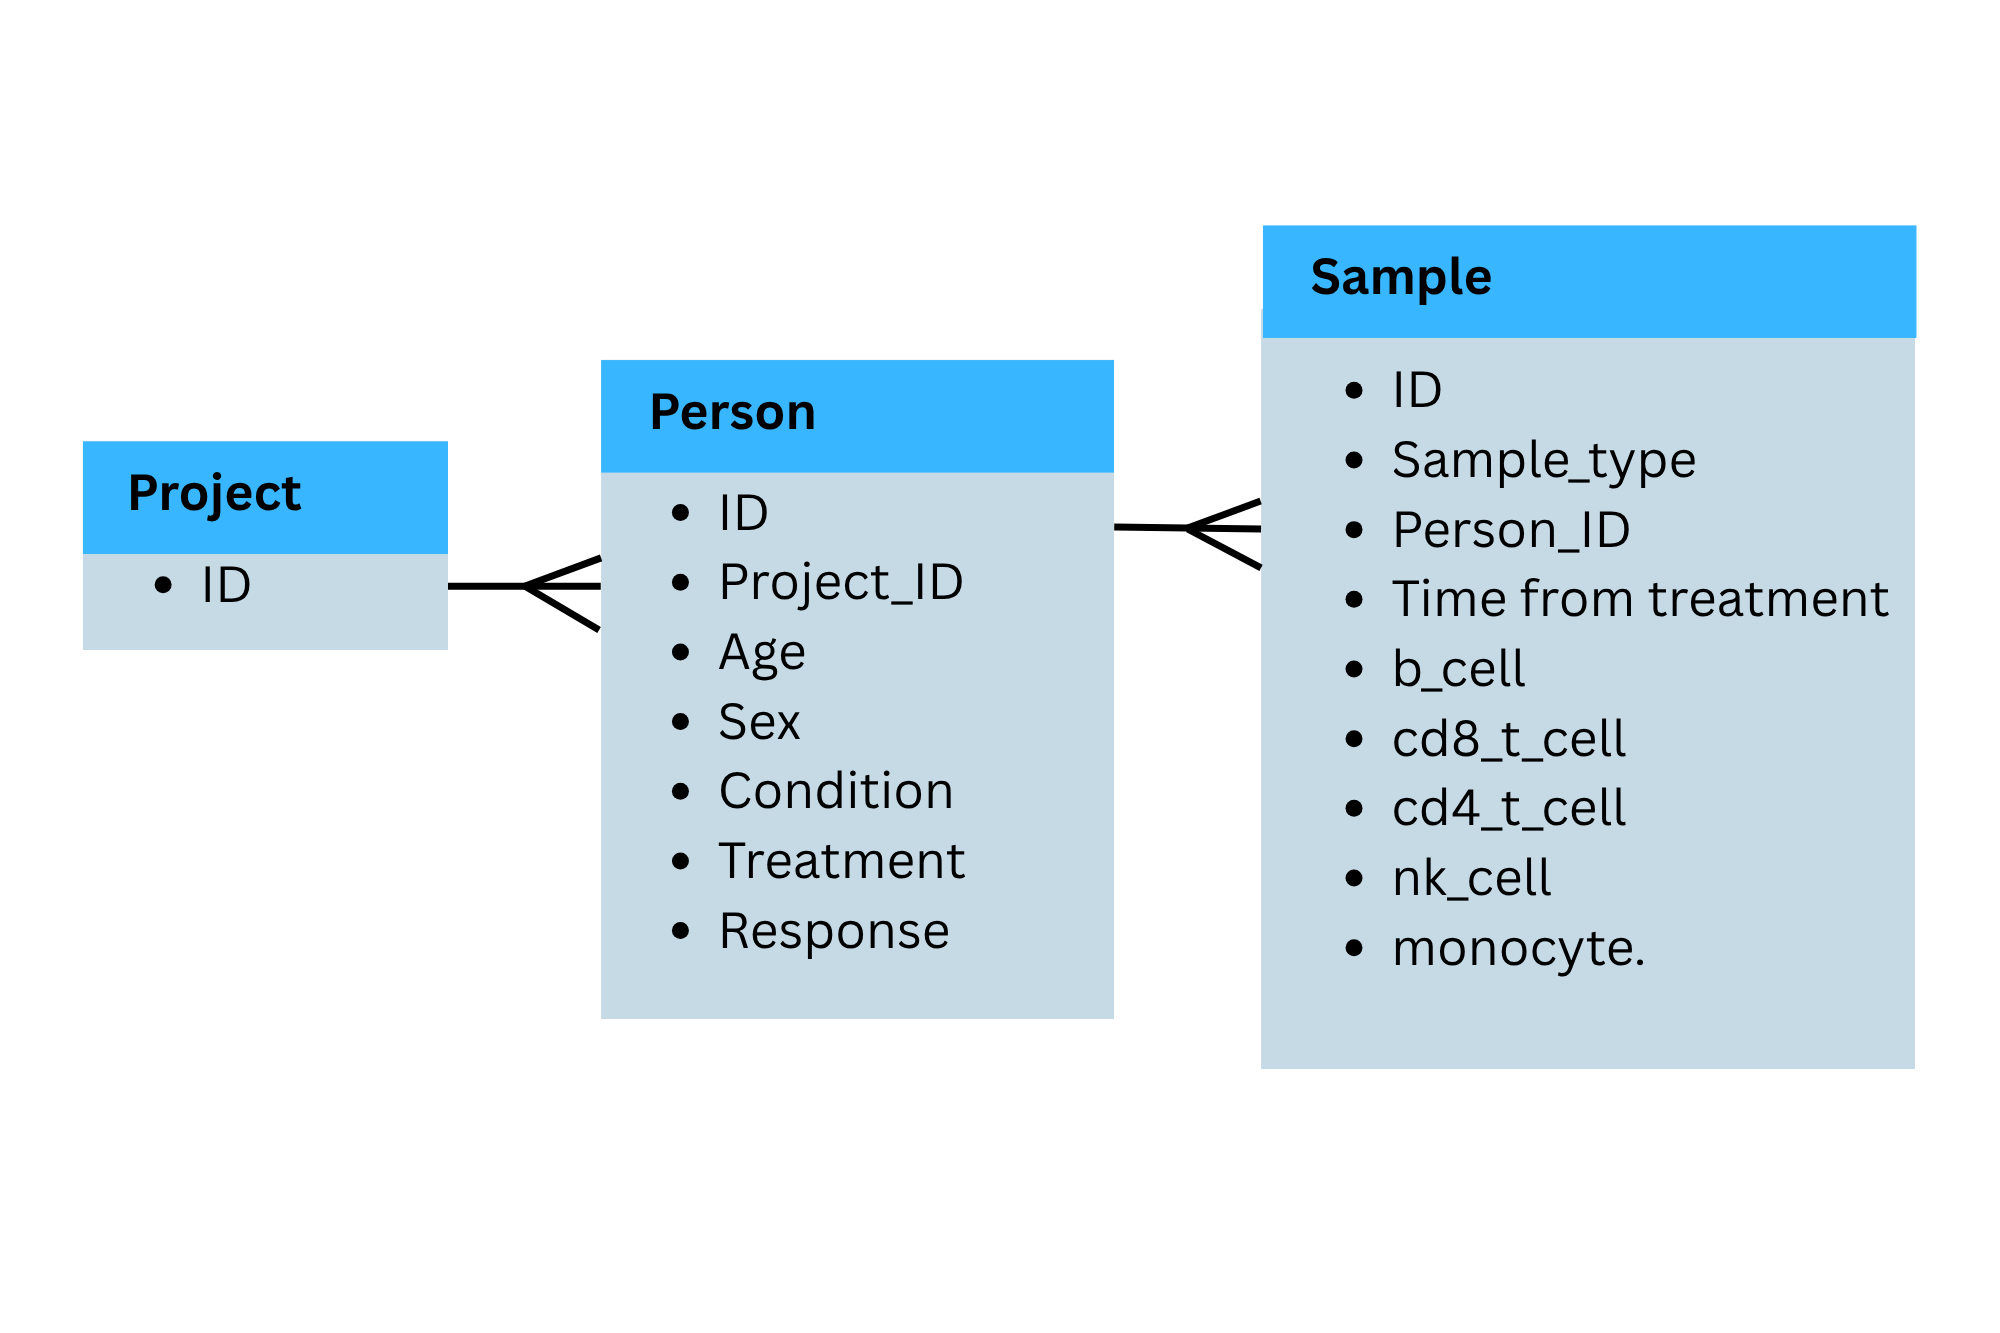 Project
• ID
Person
• ID
• Project_ID
• Age
• Sex
• Condition
• Treatment
• Response
Sample
• ID
• Sample_type
• Person_ID
• Time from treatment
• b_cell
• cd8_t_cell
• cd4_t_cell
• nk_cell
• monocyte.